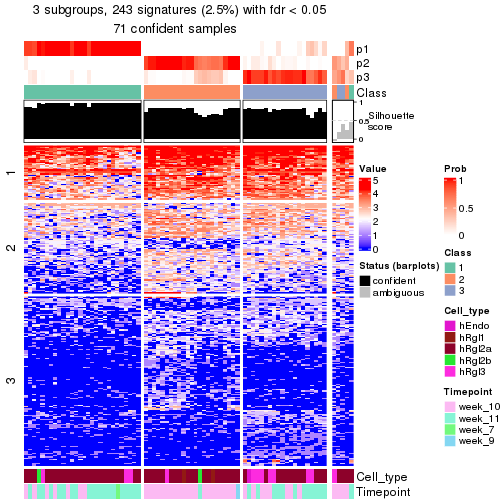 3 subgroups, 243 signatures (2.5%) with fdr < 0.05
71 confident samples
p1
p2
p3
Class
1
0.5
0
Silhouette
score
1
2
3
Value
5
4
3
2
1
0
Status (barplots)
confident
ambiguous
Prob
1
0.5
0
Class
1
2
3
Cell_type
hEndo
hRgl1
hRgl2a
hRgl2b
hRgl3
Timepoint
week_10
week_11
week_7
week_9
Cell_type
Timepoint